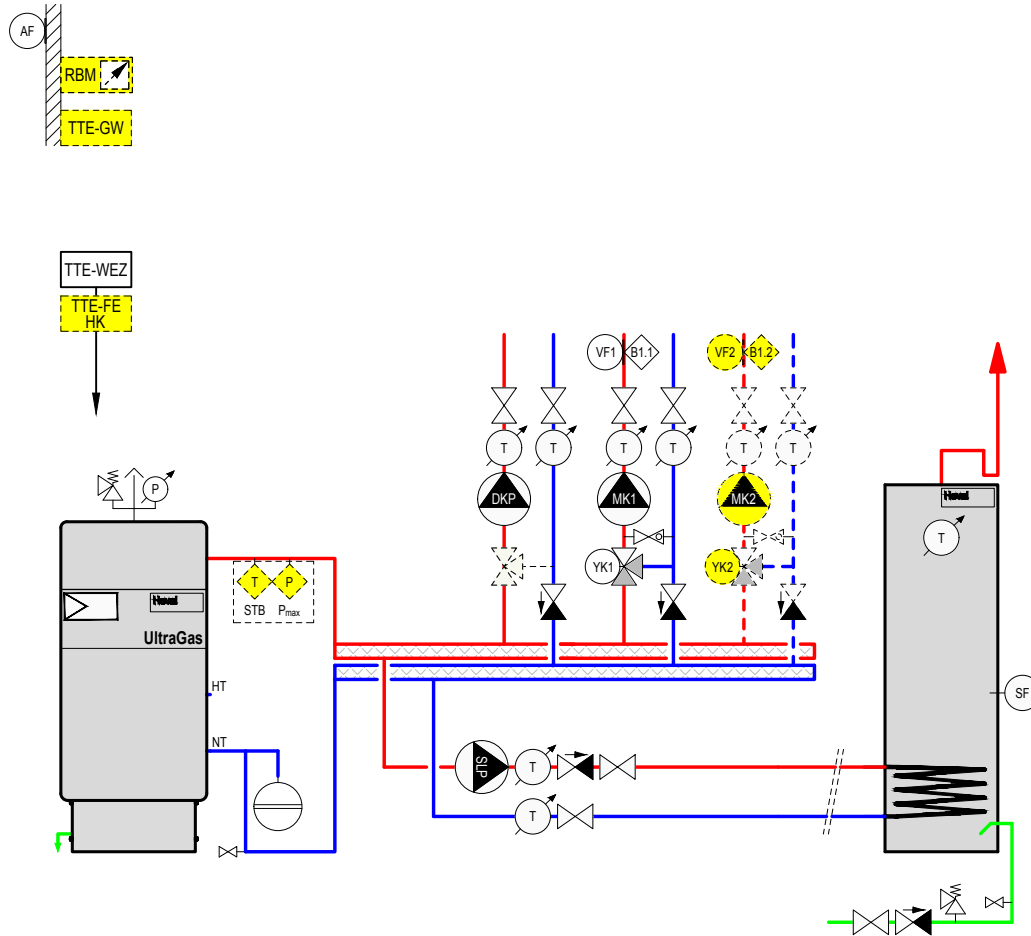 AF
RBM
TTE-GW
TTE-WEZ
TTE-FE
HK
VF1
B1.1
VF2
B1.2
T
T
T
T
T
T
P
DKP
MK1
MK2
Hoval
T
YK1
YK2
T
P
STB
Pmax
Hoval
UltraGas
HT
SF
NT
SLP
T
T